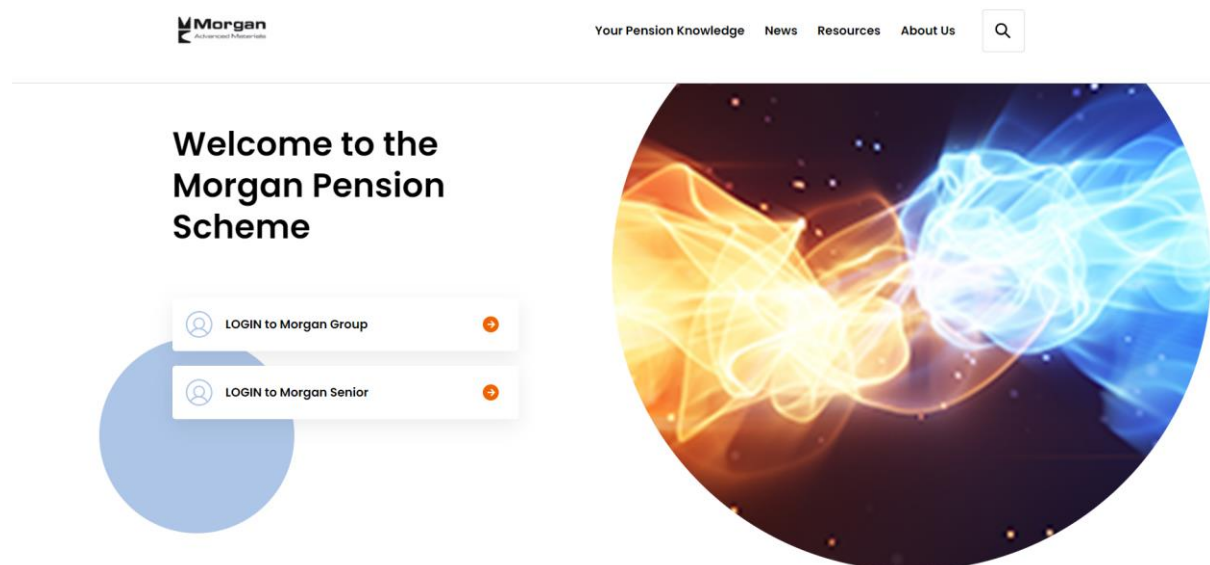 Morgan
Advanced Materials
Your Pension Knowledge News Resources About Us
Welcome to the
Morgan Pension
Scheme
LOGIN to Morgan Group
LOGIN to Morgan Senior